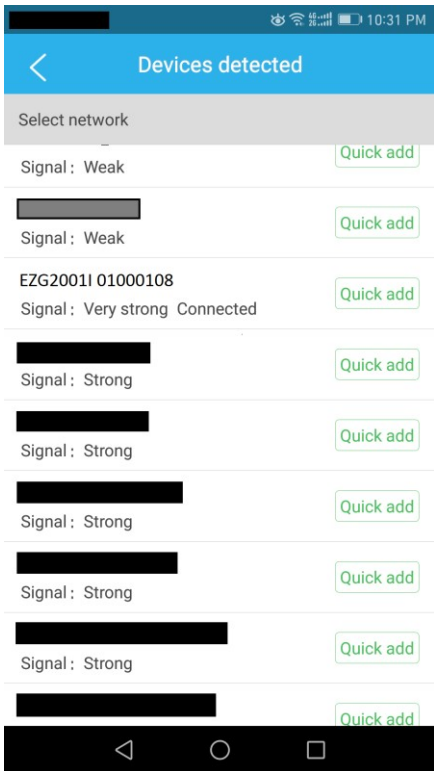 10:31 PM
Devices detected
Select network
Quick add
Signal: Weak
Quick add
Signal: Weak
EZG2001I 01000108
Quick add
Signal: Very strong Connected
Quick add
Signal: Strong
Quick add
Signal: Strong
Quick add
Signal: Strong
Quick add
Signal: Strong
Quick add
Signal: Strong
Quick add